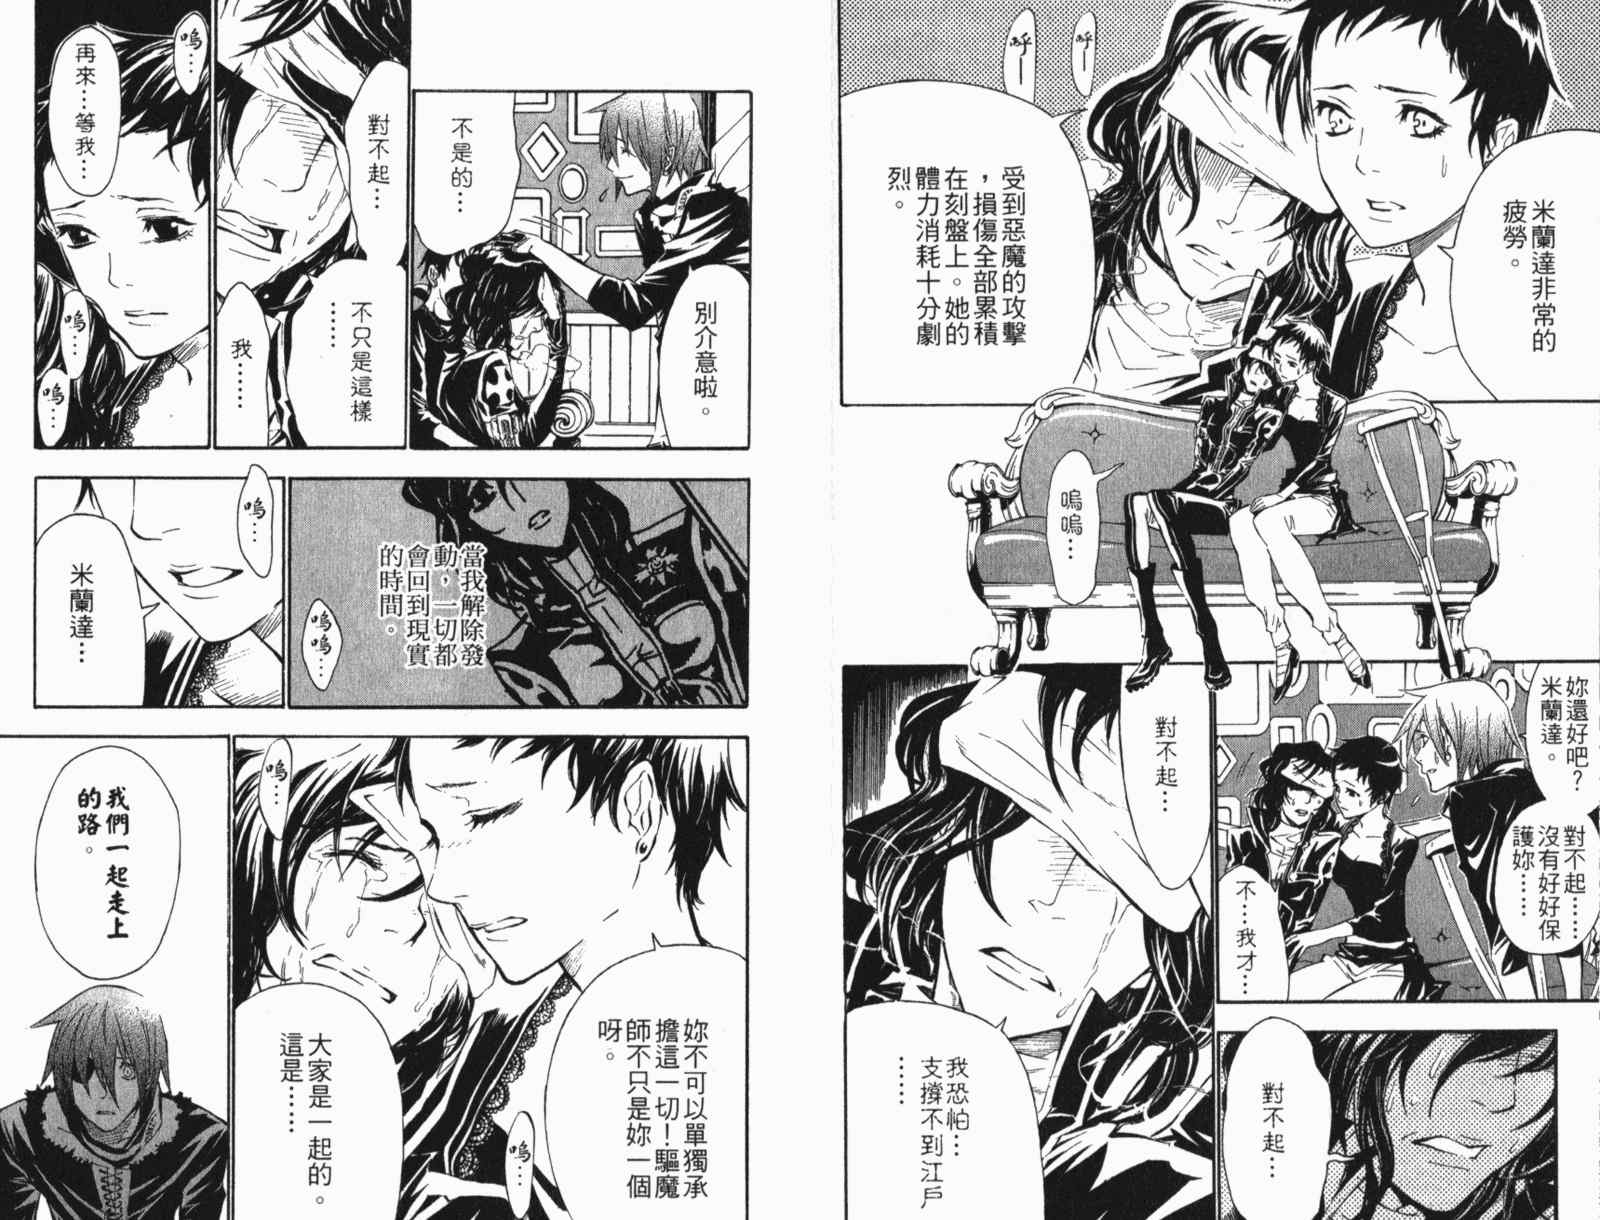 米蘭達非常的
疲勞。
呼ー
呼ー
受到惡魔的攻擊
，損傷全部累積
在刻盤上。她的
體力消耗十分劇
烈。
嗚嗚…
妳還好吧？
米蘭達。
對不起……
沒有好好保
護妳……
不…我才…
對不起…
對不起…
我恐怕…
支撐不到江戶
……
不是的…
別介意啦。
對不起…
不只是這樣
……
我……
嗚…
再來…等我…
嗚…
嗚…
當我解除發
動，一切都
會回到現實
的時間。
嗚嗚…
嗚…
米蘭達…
嗚…
妳不可以單獨承
擔這一切！驅魔
師不只是妳一個
呀。
嗚…
大家是一起的。
這是……
我們一起走上
的路。